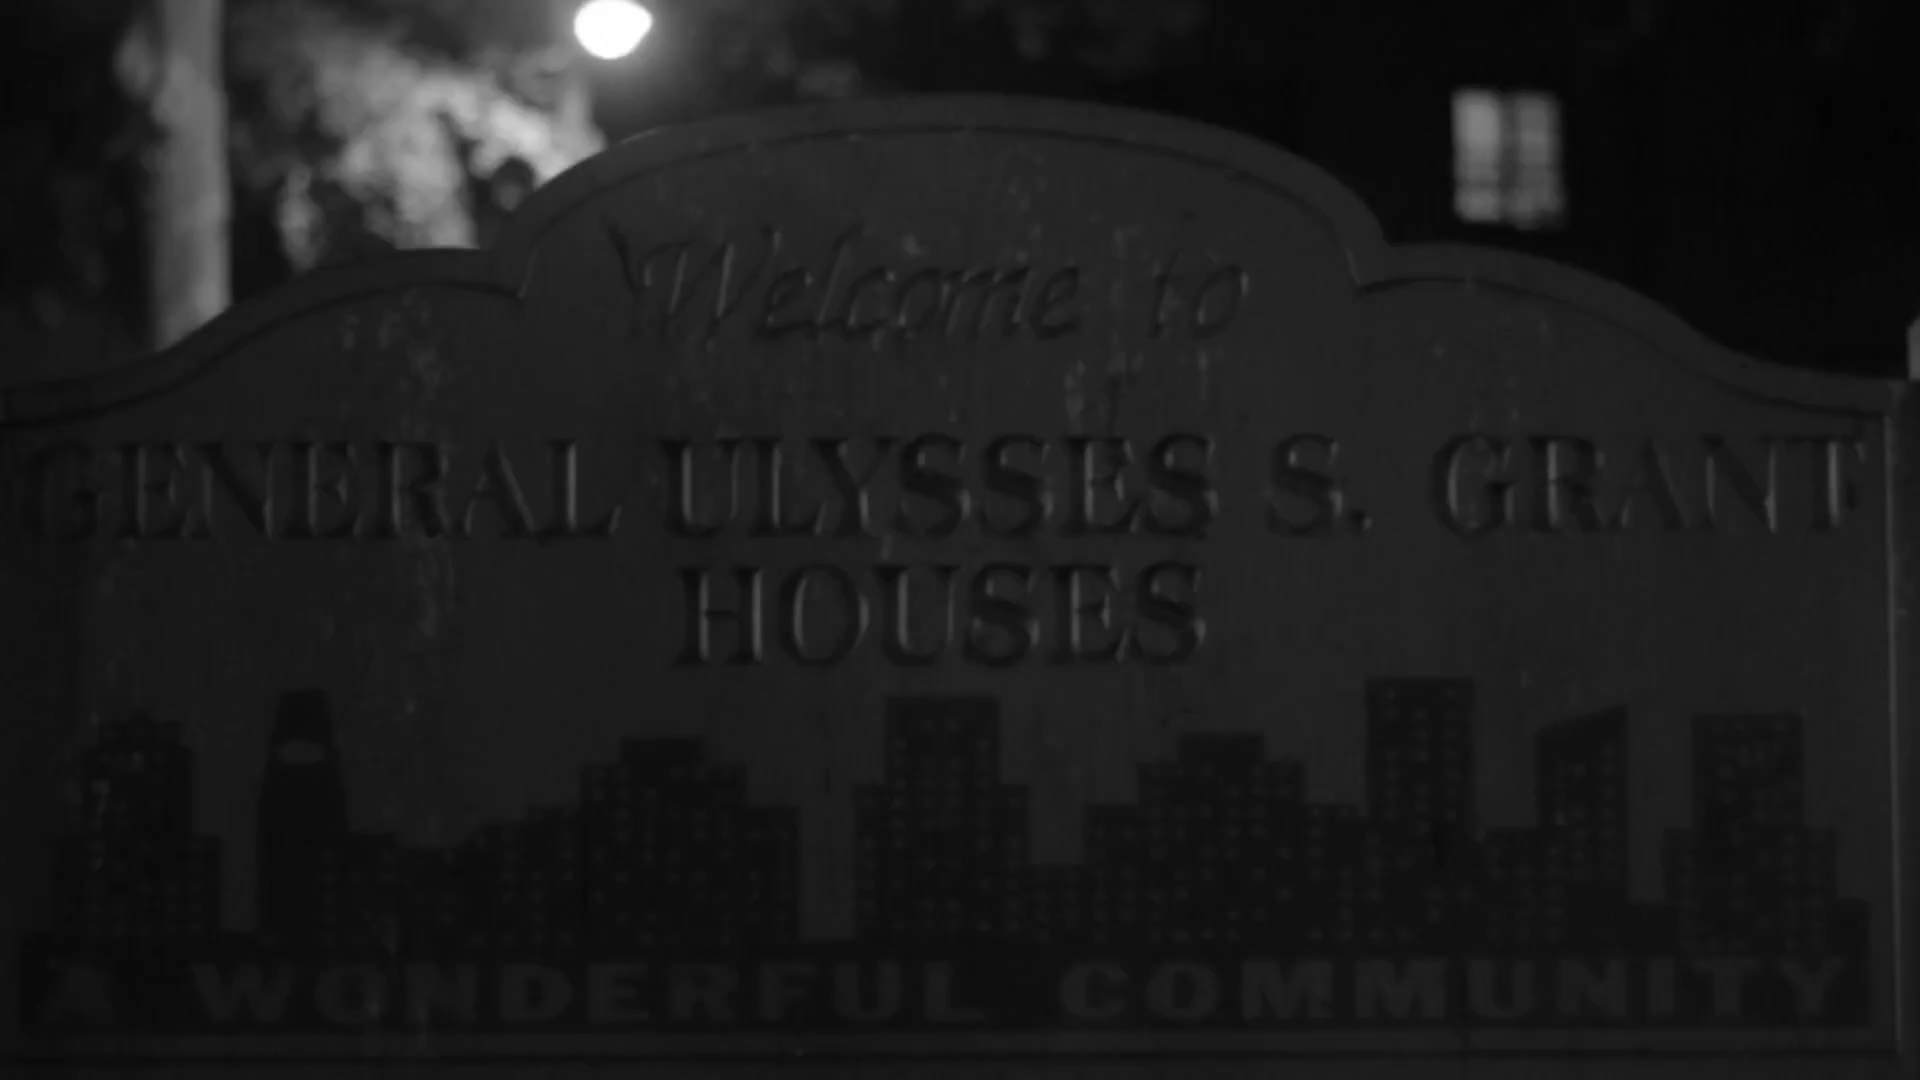 Welcome to
GENERAL ULYSSES S. GRANT
HOUSES
A WONDERFUL COMMUNITY